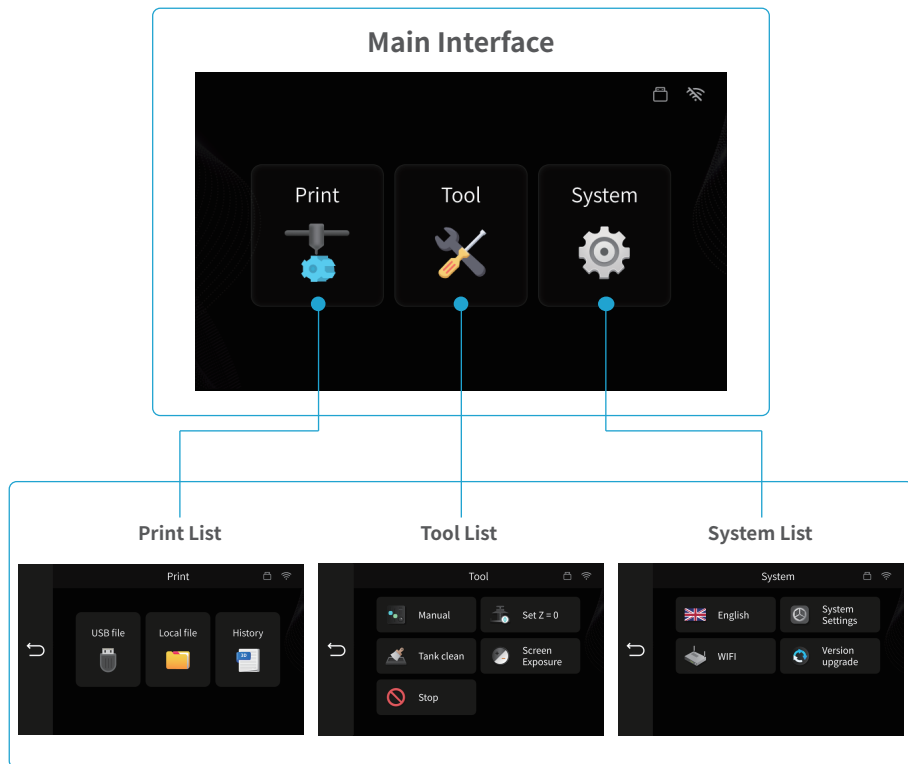 Main Interface
Print
Tool
System
Print List
Tool List
System List
Print
USB file
Local file
History
Tool
Manual
Set Z = 0
Tank clean
Screen
Exposure
Stop
System
English
System
Settings
WIFI
Version
upgrade